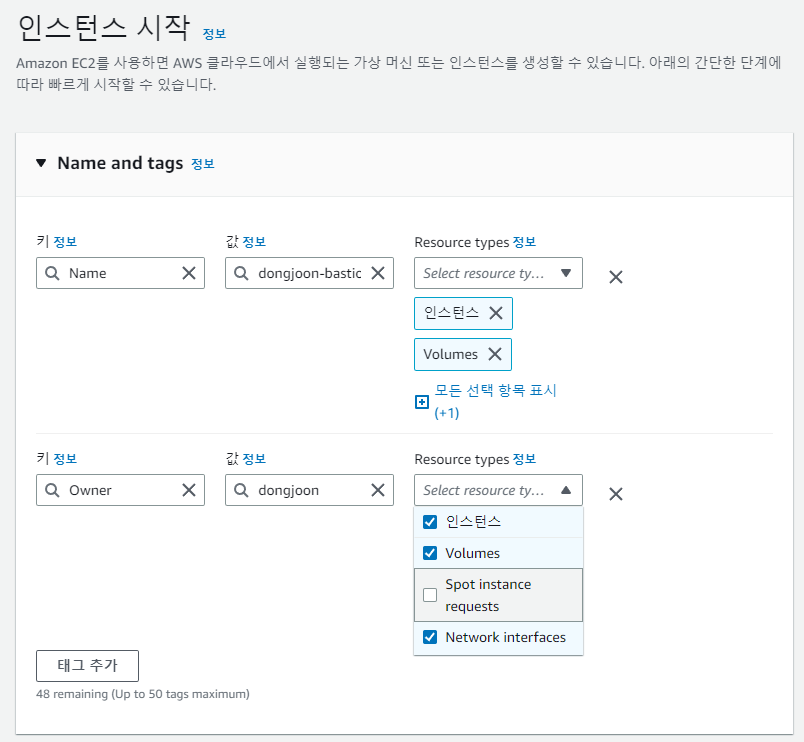 인스턴스 시작 정보
Amazon EC2를 사용하면 AWS 클라우드에서 실행되는 가상 머신 또는 인스턴스를 생성할 수 있습니다. 아래의 간단한 단계에
따라 빠르게 시작할 수 있습니다.
Name and tags 정보
키 정보
Name
값 정보
dongjoon-bastic
Resource types 정보
Select resource ty...
인스턴스
Volumes
모든 선택 항목 표시
(+1)
키 정보
Owner
값 정보
dongjoon
Resource types 정보
Select resource ty...
인스턴스
Volumes
Spot instance
requests
Network interfaces
태그 추가
48 remaining (Up to 50 tags maximum)